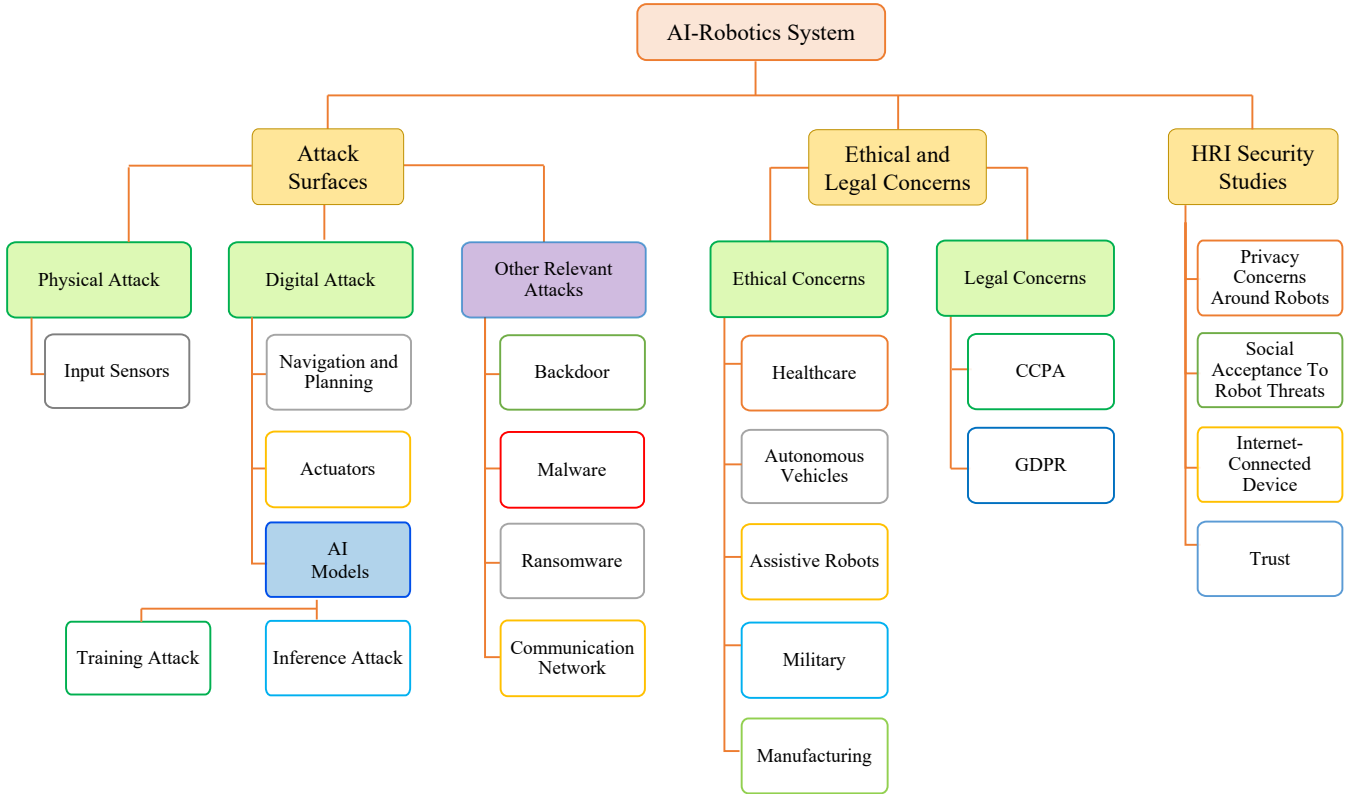 AI-Robotics System
Attack
Surfaces
Ethical and
Legal Concerns
HRI Security
Studies
Physical Attack
Digital Attack
Other Relevant
Attacks
Ethical Concerns
Legal Concerns
Privacy
Concerns
Around Robots
Input Sensors
Navigation and
Planning
Backdoor
Healthcare
CCPA
Social
Acceptance To
Robot Threats
Actuators
Malware
Autonomous
Vehicles
GDPR
Internet-
Connected
Device
AI
Models
Ransomware
Assistive Robots
Trust
Training Attack
Inference Attack
Communication
Network
Military
Manufacturing